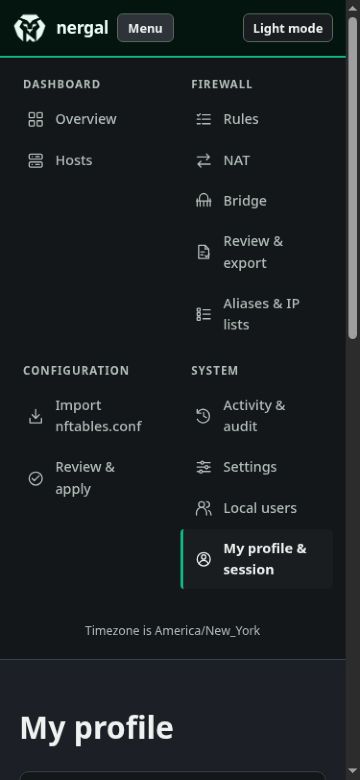 nergal
Menu
Light mode
DASHBOARD
Overview
Hosts
FIREWALL
Rules
NAT
Bridge
Review &
export
Aliases & IP
lists
CONFIGURATION
Import
nftables.conf
Review &
apply
SYSTEM
Activity &
audit
Settings
Local users
My profile &
session
Timezone is America/New_York
My profile